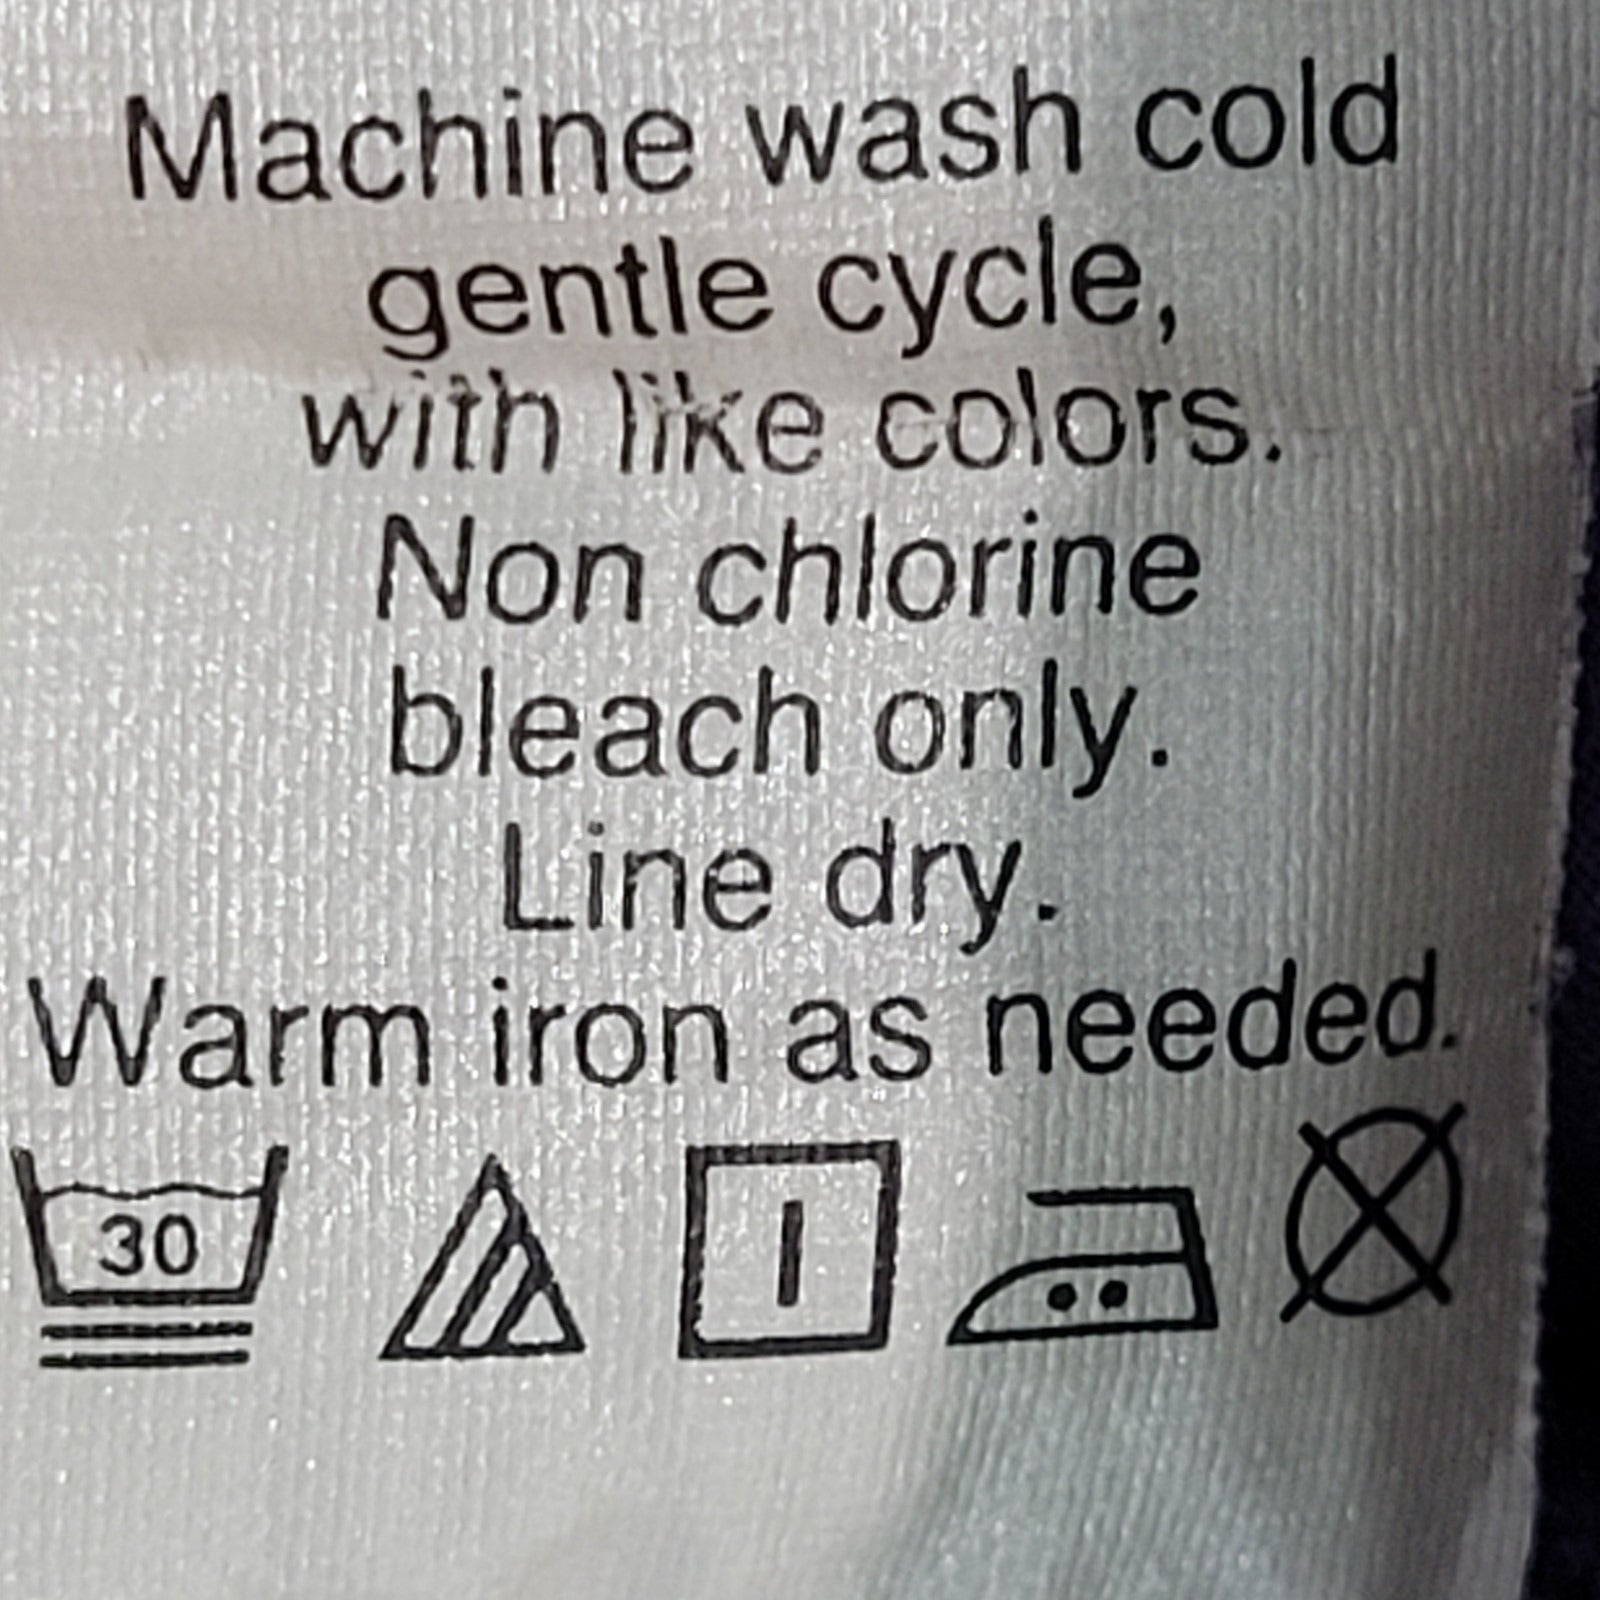 Machine wash cold
gentle cycle,
with like colors.
Non chlorine
bleach only.
Line dry.
Warm iron as needed.
30